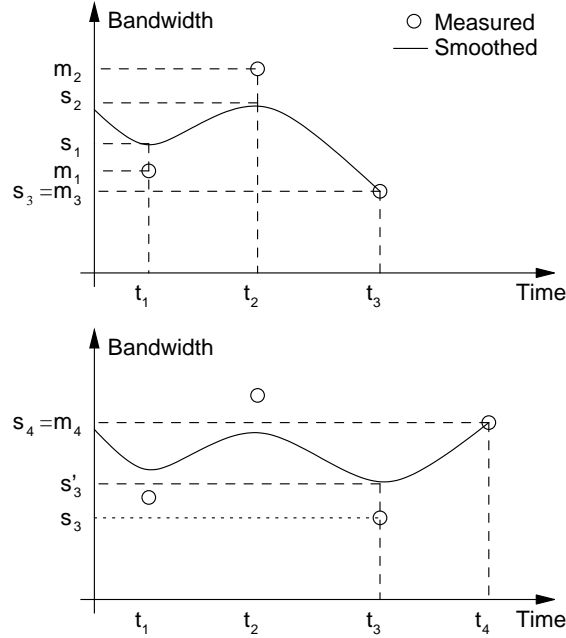 Bandwidth
Measured
Smoothed
m₂
s₂
s₁
m₁
s₃=m₃
t₁ t₂ t₃ Time
Bandwidth
s₄=m₄
s'₃
s₃
t₁ t₂ t₃ t₄ Time